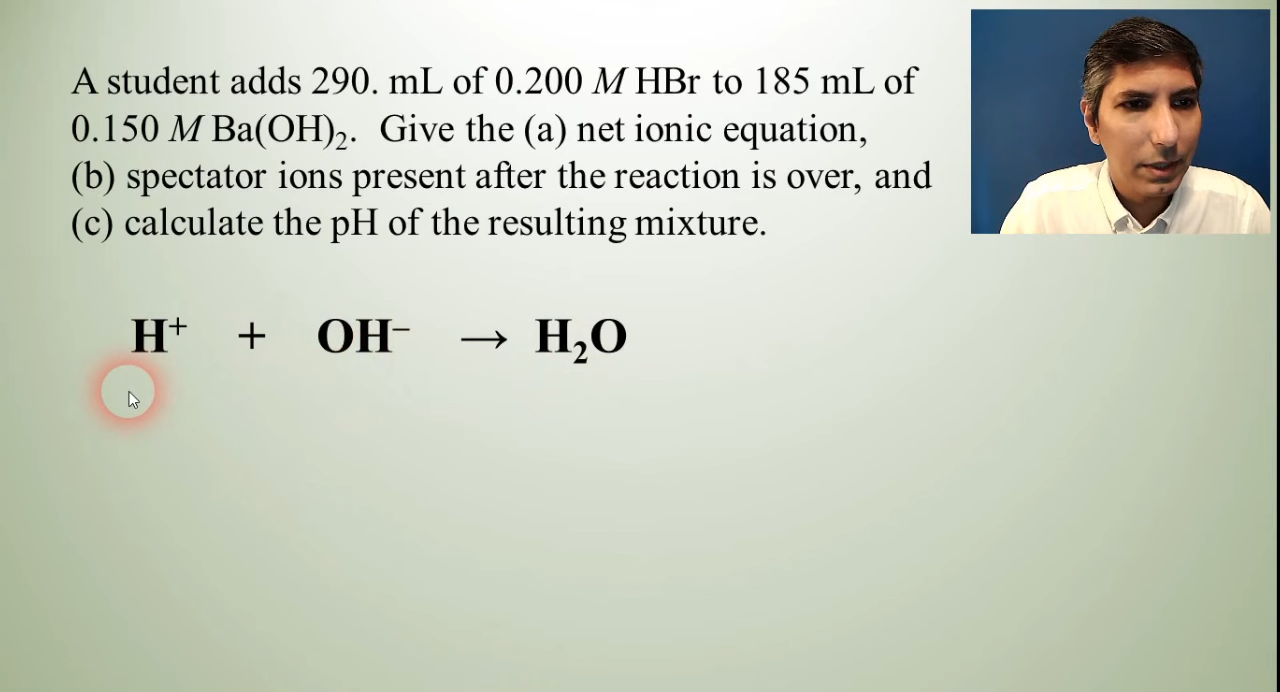 A student adds 290. mL of 0.200 M HBr to 185 mL of
0.150 M Ba(OH)₂. Give the (a) net ionic equation,
(b) spectator ions present after the reaction is over, and
(c) calculate the pH of the resulting mixture.
H⁺ + OH⁻ → H₂O